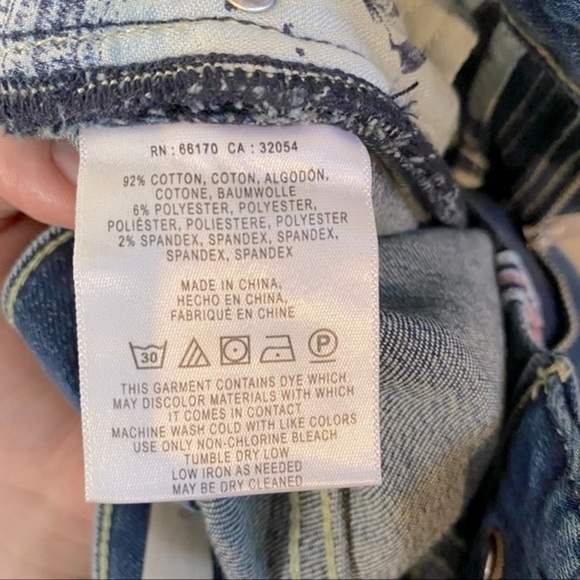 RN : 66170 CA : 32054
92% COTTON, COTON, ALGODÓN,
COTONE, BAUMWOLLE
6% POLYESTER, POLYESTER,
POLIÉSTER, POLIESTERE, POLYESTER
2% SPANDEX, SPANDEX, SPANDEX,
SPANDEX, SPANDEX
MADE IN CHINA,
HECHO EN CHINA,
FABRIQUÉ EN CHINE
30 P
THIS GARMENT CONTAINS DYE WHICH
MAY DISCOLOR MATERIALS WITH WHICH
IT COMES IN CONTACT
MACHINE WASH COLD WITH LIKE COLORS
USE ONLY NON-CHLORINE BLEACH
TUMBLE DRY LOW
LOW IRON AS NEEDED
MAY BE DRY CLEANED